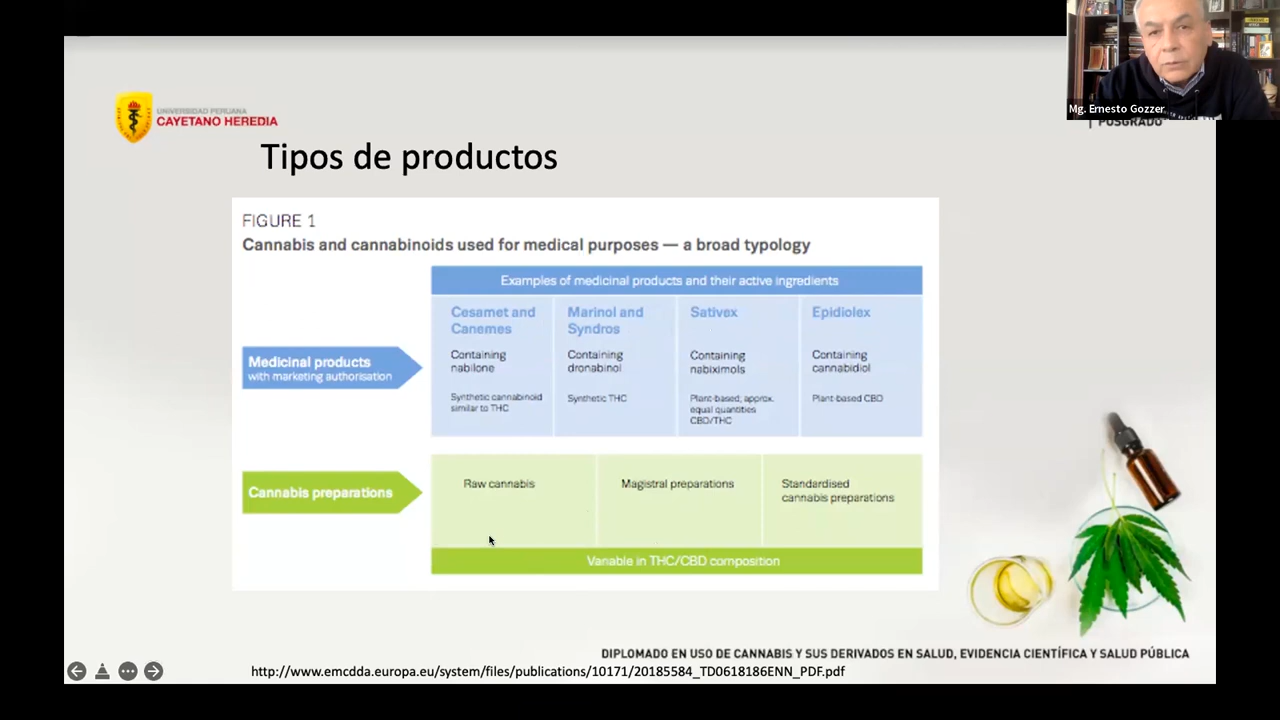 Mg. Ernesto Gozzer
POSGRADO
UNIVERSIDAD PERUANA
CAYETANO HEREDIA
Tipos de productos
FIGURE 1
Cannabis and cannabinoids used for medical purposes — a broad typology
Examples of medicinal products and their active ingredients
Medicinal products
with marketing authorisation
Cesamet and
Canemes
Containing
nabilone
Synthetic cannabinoid
similar to THC
Marinol and
Syndros
Containing
dronabinol
Synthetic THC
Sativex
Containing
nabiximols
Plant-based, approx.
equal quantities
CBD/THC
Epidiolex
Containing
cannabidiol
Plant-based CBD
Cannabis preparations
Raw cannabis
Magistral preparations
Standardised
cannabis preparations
Variable in THC/CBD composition
DIPLOMADO EN USO DE CANNABIS Y SUS DERIVADOS EN SALUD, EVIDENCIA CIENTÍFICA Y SALUD PÚBLICA
http://www.emcdda.europa.eu/system/files/publications/10171/20185584_TD0618186ENN_PDF.pdf